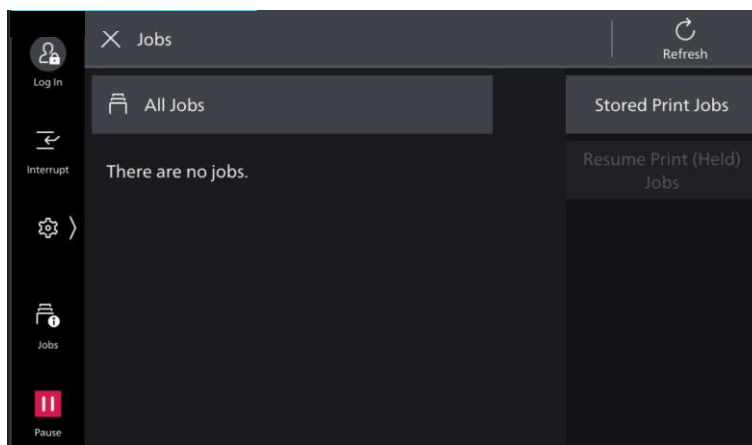 Jobs
Refresh
Log In
All Jobs
Stored Print Jobs
Interrupt
There are no jobs.
Resume Print (Held)
Jobs
Jobs
Pause